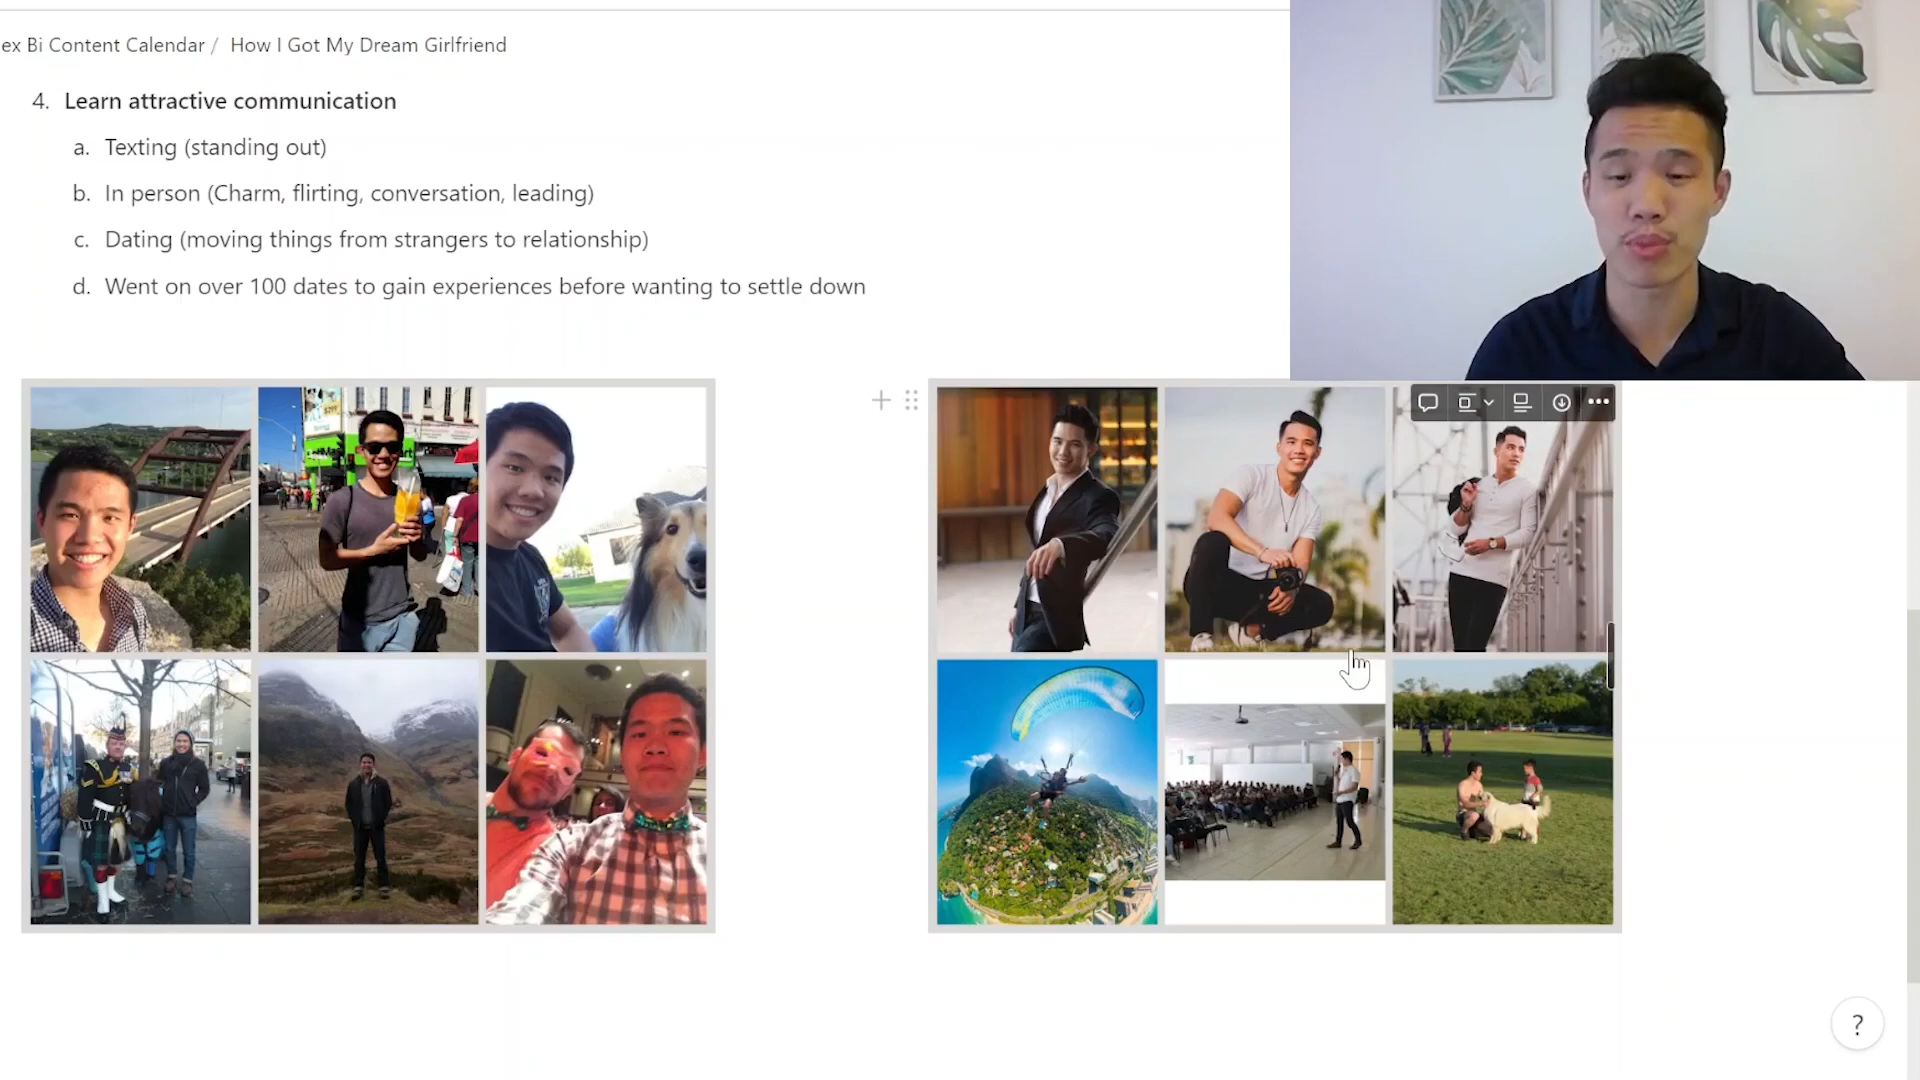 ex Bi Content Calendar / How I Got My Dream Girlfriend
4. Learn attractive communication
a. Texting (standing out)
b. In person (Charm, flirting, conversation, leading)
c. Dating (moving things from strangers to relationship)
d. Went on over 100 dates to gain experiences before wanting to settle down
?